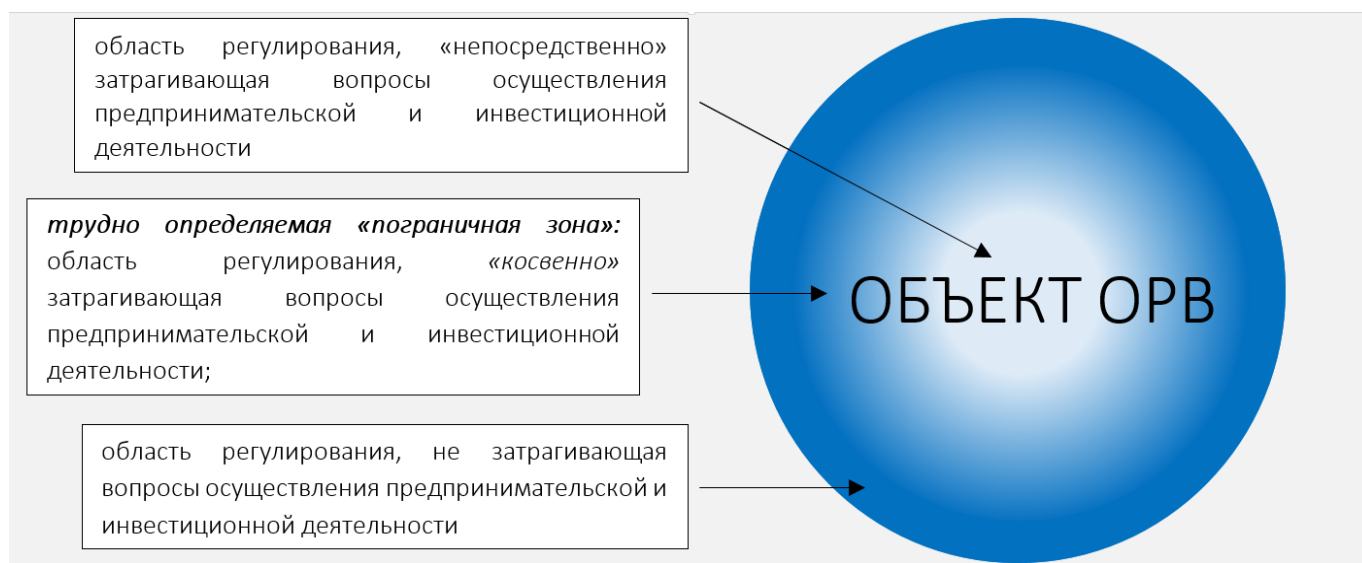 область регулирования, «непосредственно»
затрагивающая вопросы осуществления
предпринимательской и инвестиционной
деятельности
трудно определяемая «пограничная зона»:
область регулирования, «косвенно»
затрагивающая вопросы осуществления
предпринимательской и инвестиционной
деятельности;
область регулирования, не затрагивающая
вопросы осуществления предпринимательской и
инвестиционной деятельности
ОБЪЕКТ ОРВ